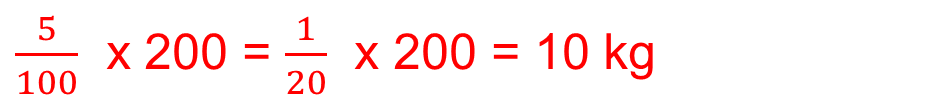 5/100 x 200 = 1/20 x 200 = 10 kg